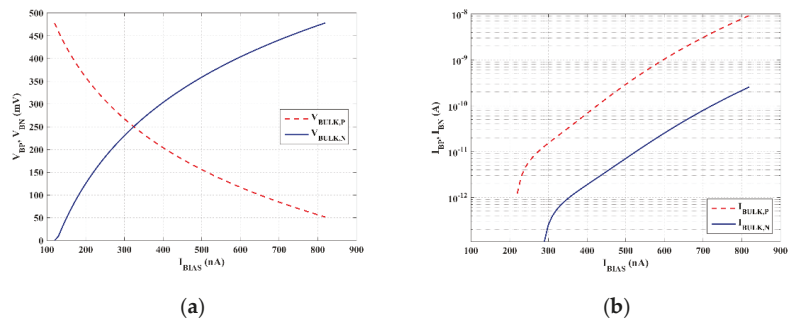 500
450
400
350
300
250
200
150
100
50
0
V_BP, V_BN (mV)
V_BULK,P
V_BULK,N
100 200 300 400 500 600 700 800 900
I_BIAS (nA)
(a)
10^-8
10^-9
10^-10
10^-11
10^-12
I_BP, I_BN (A)
I_BULK,P
I_BULK,N
100 200 300 400 500 600 700 800 900
I_BIAS (nA)
(b)